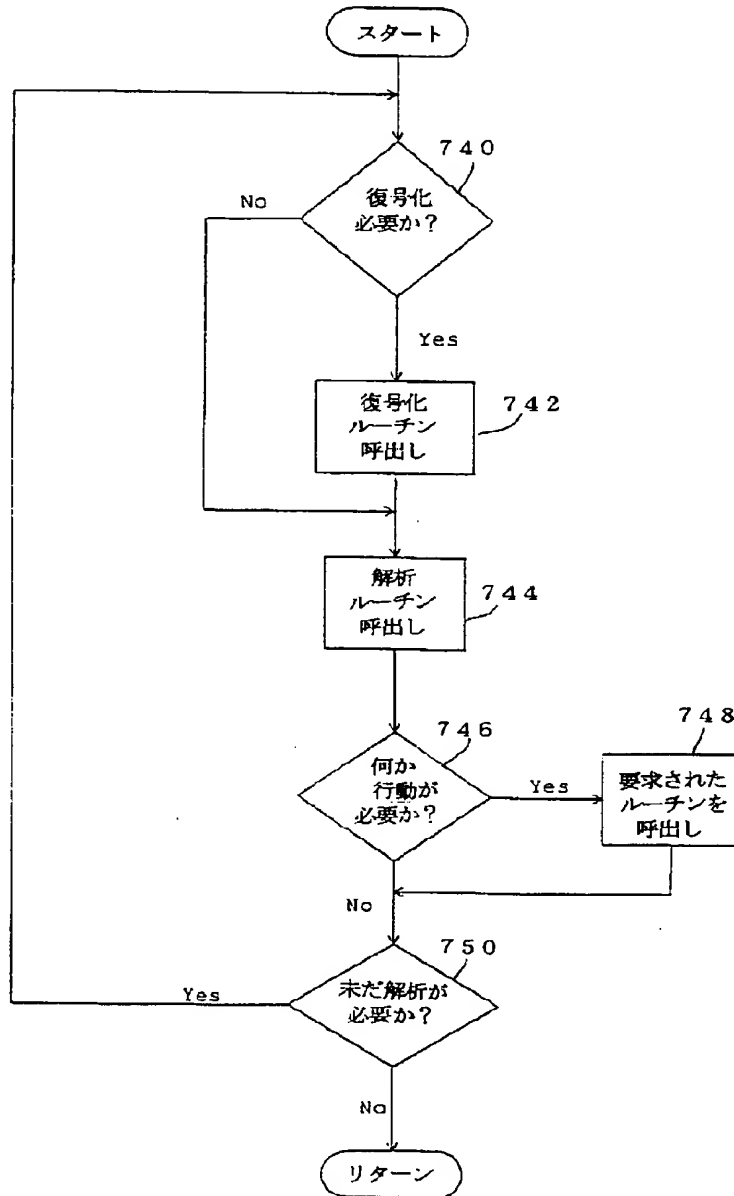 スタート
740
復号化
必要か?
No
Yes
復号化
ルーチン
呼出し
742
解析
ルーチン
呼出し
744
746
何か
行動が
必要か?
Yes
748
要求された
ルーチンを
呼出し
No
750
未だ解析が
必要か?
Yes
No
リターン